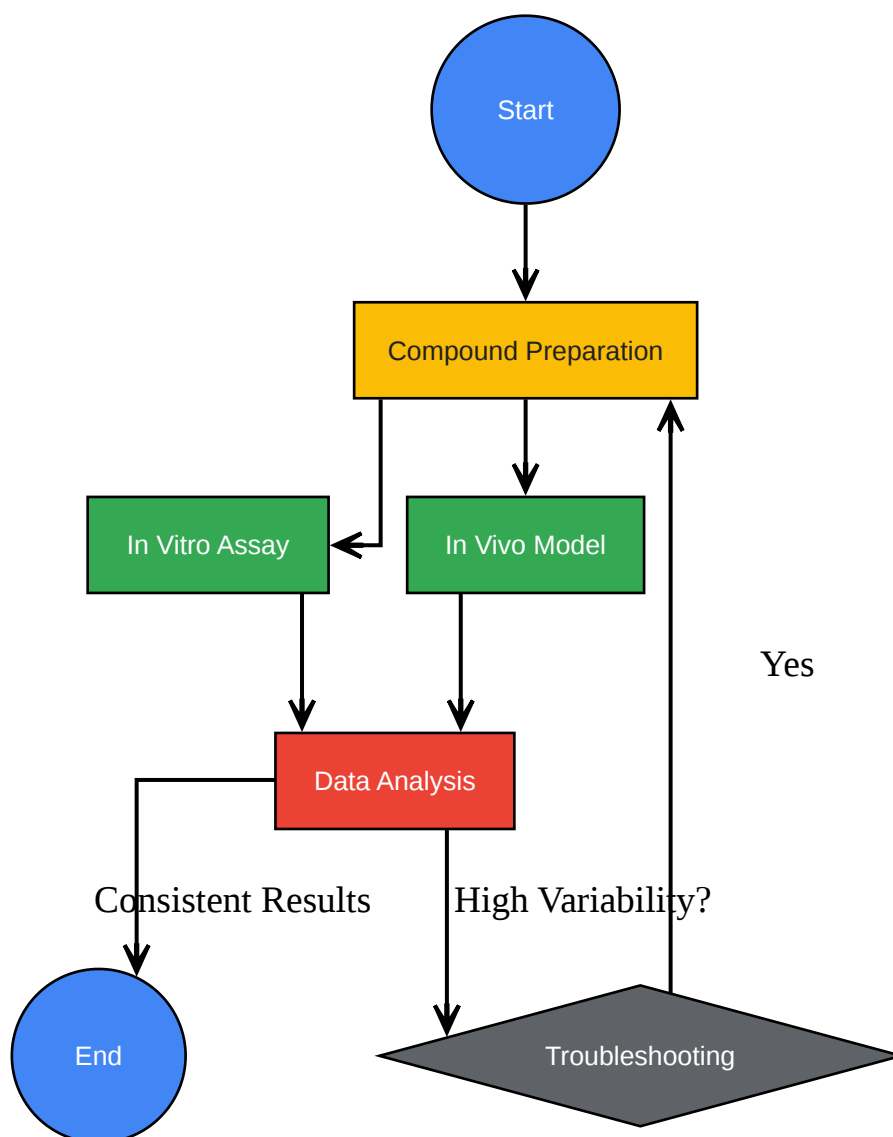 Start
Compound Preparation
In Vitro Assay
In Vivo Model
Yes
Data Analysis
Consistent Results
High Variability?
End
Troubleshooting